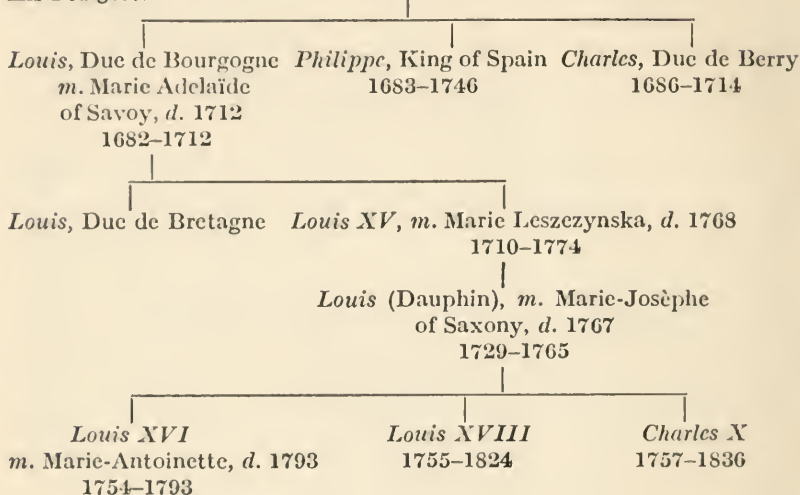 Louis, Duc de Bourgogne Philippe, King of Spain Charles, Duc de Berry
m. Marie Adelaïde 1683–1746 1686–1714
of Savoy, d. 1712
1682–1712
Louis, Duc de Bretagne Louis XV, m. Marie Leszczynska, d. 1768
1710–1774
Louis (Dauphin), m. Marie-Josèphe
of Saxony, d. 1767
1729–1765
Louis XVI Louis XVIII Charles X
m. Marie-Antoinette, d. 1793 1755–1824 1757–1836
1754–1793